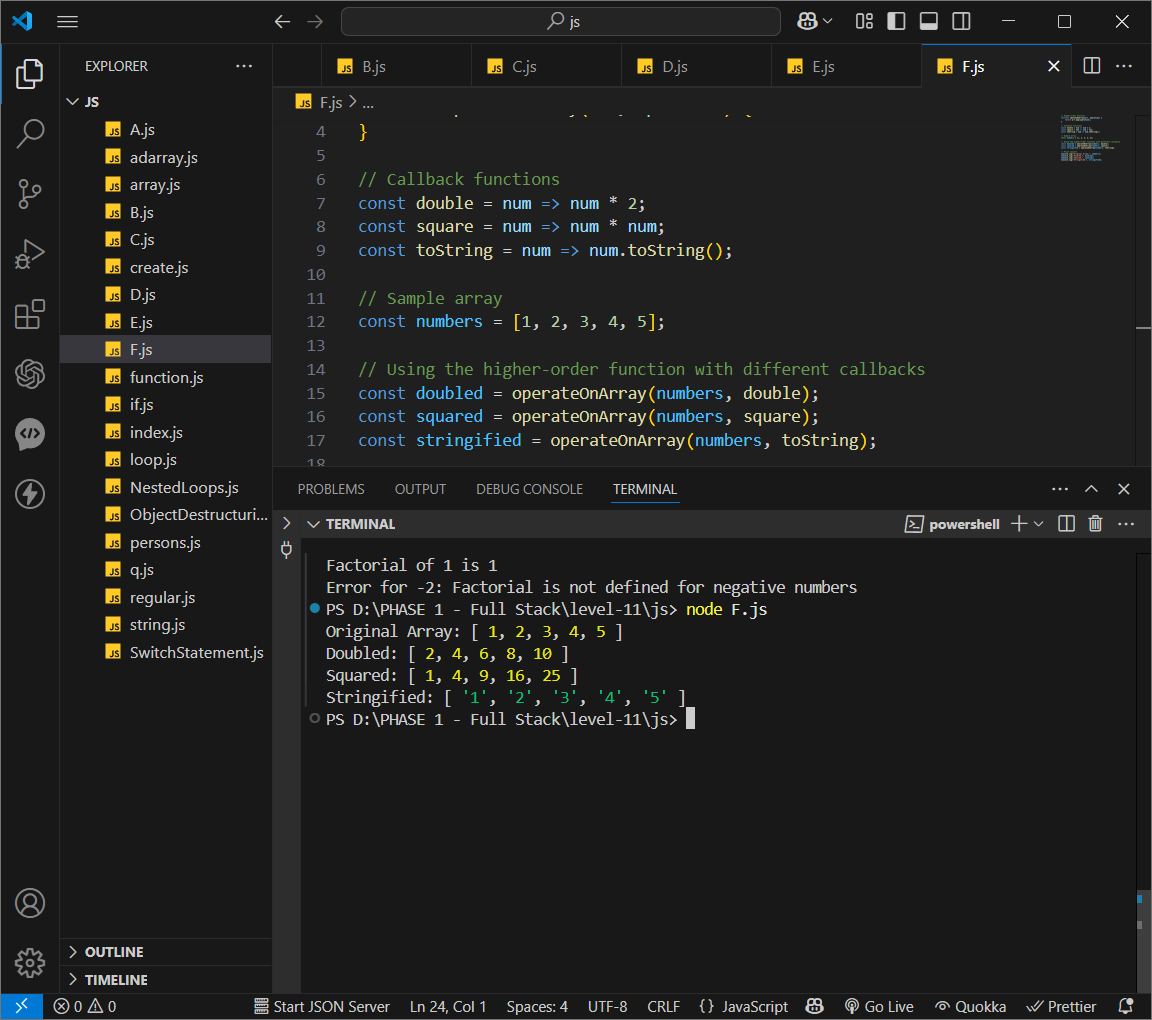 js
EXPLORER
B.js
C.js
D.js
E.js
F.js
JS
A.js
adarray.js
array.js
B.js
C.js
create.js
D.js
E.js
F.js
function.js
if.js
index.js
loop.js
NestedLoops.js
ObjectDestructuri...
persons.js
q.js
regular.js
string.js
SwitchStatement.js
OUTLINE
TIMELINE
F.js > ...
4 }
5
6 // Callback functions
7 const double = num => num * 2;
8 const square = num => num * num;
9 const toString = num => num.toString();
10
11 // Sample array
12 const numbers = [1, 2, 3, 4, 5];
13
14 // Using the higher-order function with different callbacks
15 const doubled = operateOnArray(numbers, double);
16 const squared = operateOnArray(numbers, square);
17 const stringified = operateOnArray(numbers, toString);
18
PROBLEMS OUTPUT DEBUG CONSOLE TERMINAL
TERMINAL
powershell
Factorial of 1 is 1
Error for -2: Factorial is not defined for negative numbers
PS D:\PHASE 1 - Full Stack\level-11\js> node F.js
Original Array: [ 1, 2, 3, 4, 5 ]
Doubled: [ 2, 4, 6, 8, 10 ]
Squared: [ 1, 4, 9, 16, 25 ]
Stringified: [ '1', '2', '3', '4', '5' ]
PS D:\PHASE 1 - Full Stack\level-11\js>
0 0 Start JSON Server Ln 24, Col 1 Spaces: 4 UTF-8 CRLF {} JavaScript Go Live Quokka Prettier